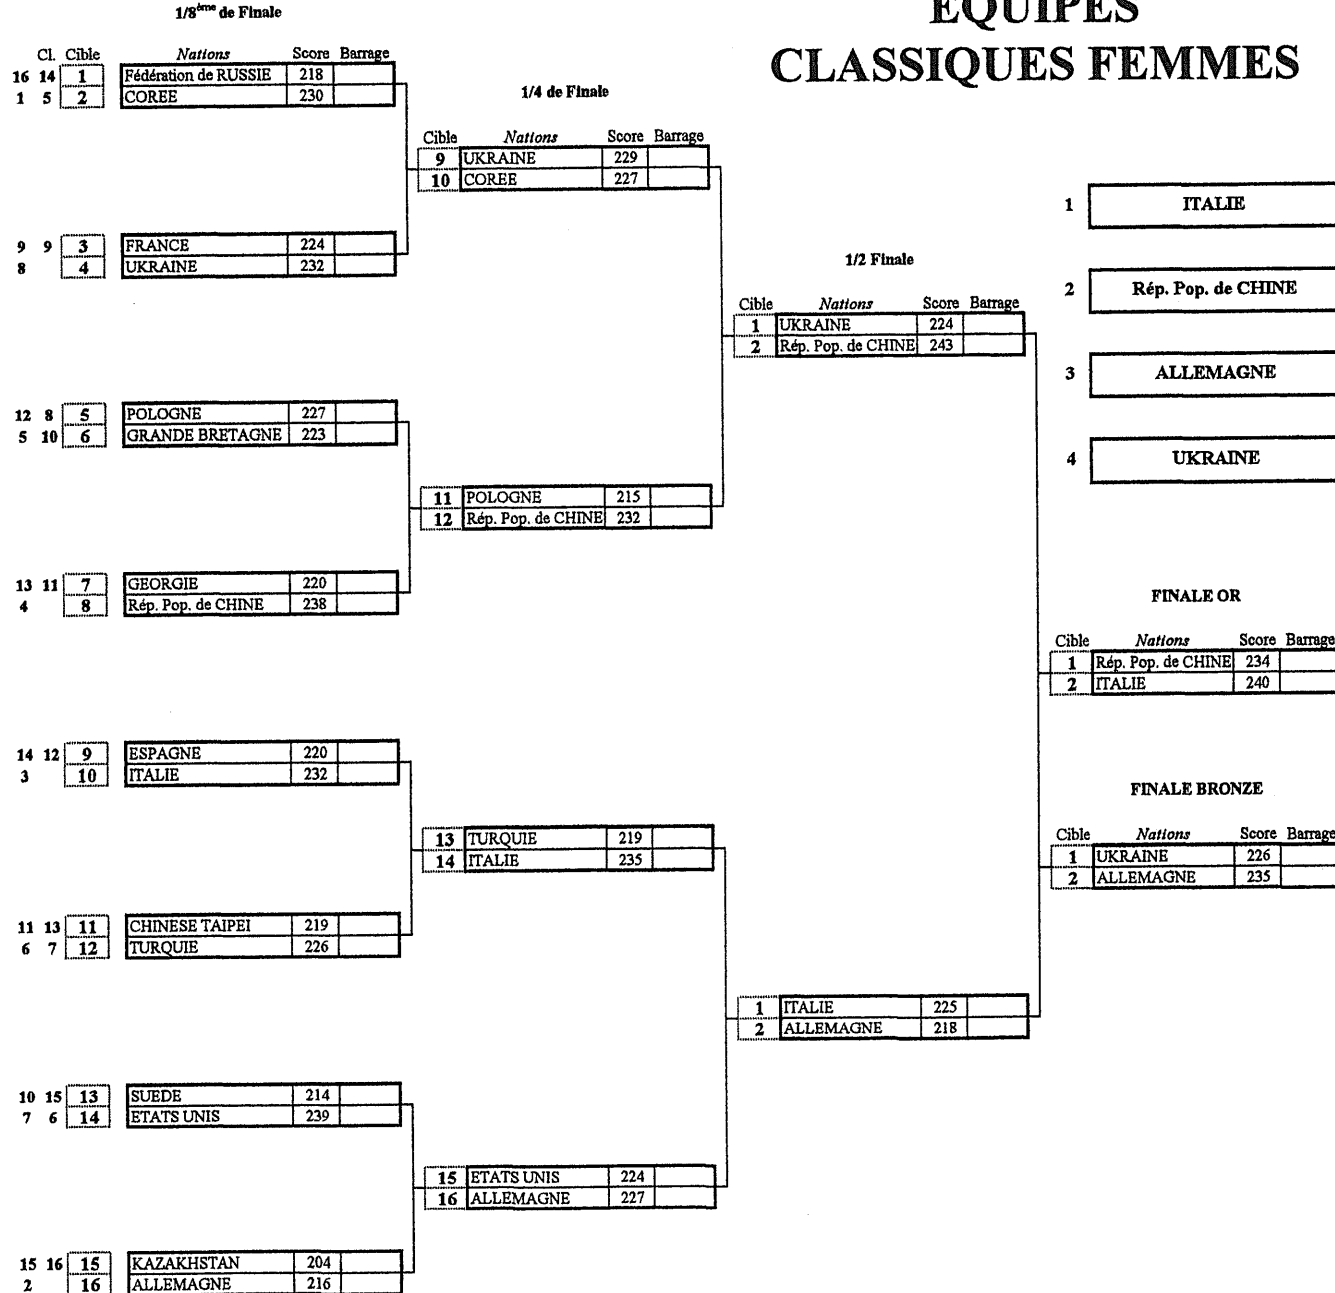 EQUIPES
CLASSIQUES FEMMES
1/8ème de Finale
Cl. Cible Nations Score Barrage
16 14 1 Fédération de RUSSIE 218
1 5 2 COREE 230
9 9 3 FRANCE 224
8 4 UKRAINE 232
12 8 5 POLOGNE 227
5 10 6 GRANDE BRETAGNE 223
13 11 7 GEORGIE 220
4 8 Rép. Pop. de CHINE 238
14 12 9 ESPAGNE 220
3 10 ITALIE 232
11 13 11 CHINESE TAIPEI 219
6 7 12 TURQUIE 226
10 15 13 SUEDE 214
7 6 14 ETATS UNIS 239
15 16 15 KAZAKHSTAN 204
2 16 ALLEMAGNE 216
1/4 de Finale
Cible Nations Score Barrage
9 UKRAINE 229
10 COREE 227
11 POLOGNE 215
12 Rép. Pop. de CHINE 232
13 TURQUIE 219
14 ITALIE 235
15 ETATS UNIS 224
16 ALLEMAGNE 227
1/2 Finale
Cible Nations Score Barrage
1 UKRAINE 224
2 Rép. Pop. de CHINE 243
1 ITALIE 225
2 ALLEMAGNE 218
1 ITALIE
2 Rép. Pop. de CHINE
3 ALLEMAGNE
4 UKRAINE
FINALE OR
Cible Nations Score Barrage
1 Rép. Pop. de CHINE 234
2 ITALIE 240
FINALE BRONZE
Cible Nations Score Barrage
1 UKRAINE 226
2 ALLEMAGNE 235